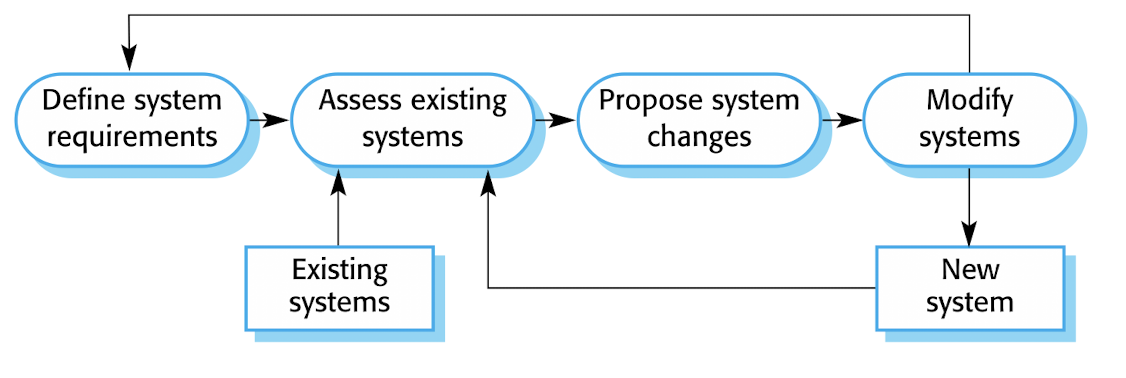 Define system
requirements
Assess existing
systems
Propose system
changes
Modify
systems
Existing
systems
New
system